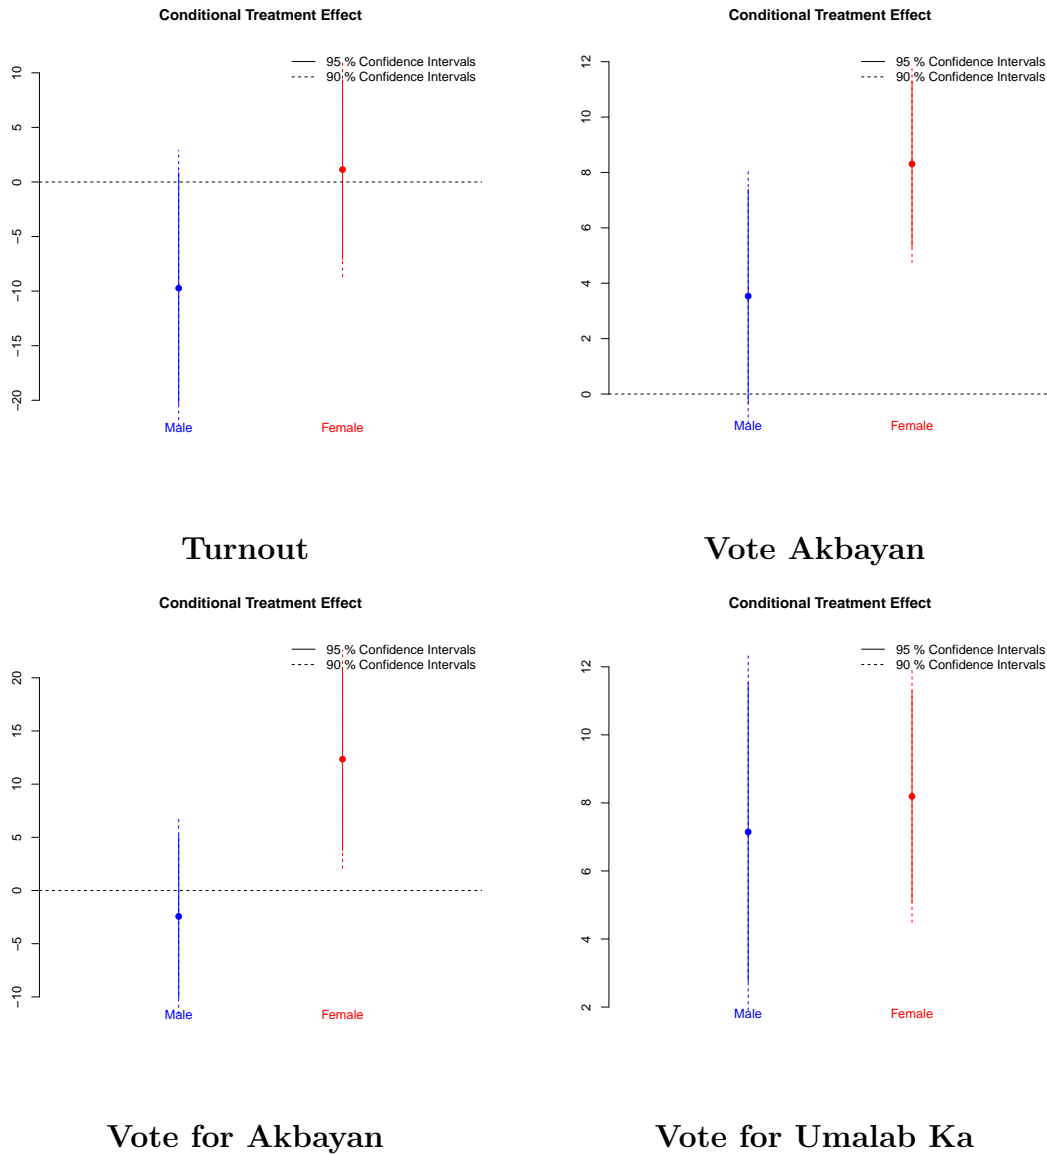 Conditional Treatment Effect
95 % Confidence Intervals
90 % Confidence Intervals
10
5
0
−5
−10
−15
−20
Male
Female
Turnout
Conditional Treatment Effect
95 % Confidence Intervals
90 % Confidence Intervals
12
10
8
6
4
2
0
Male
Female
Vote Akbayan
Conditional Treatment Effect
95 % Confidence Intervals
90 % Confidence Intervals
20
15
10
5
0
−5
−10
Male
Female
Vote for Akbayan
Conditional Treatment Effect
95 % Confidence Intervals
90 % Confidence Intervals
12
10
8
6
4
2
Male
Female
Vote for Umalab Ka